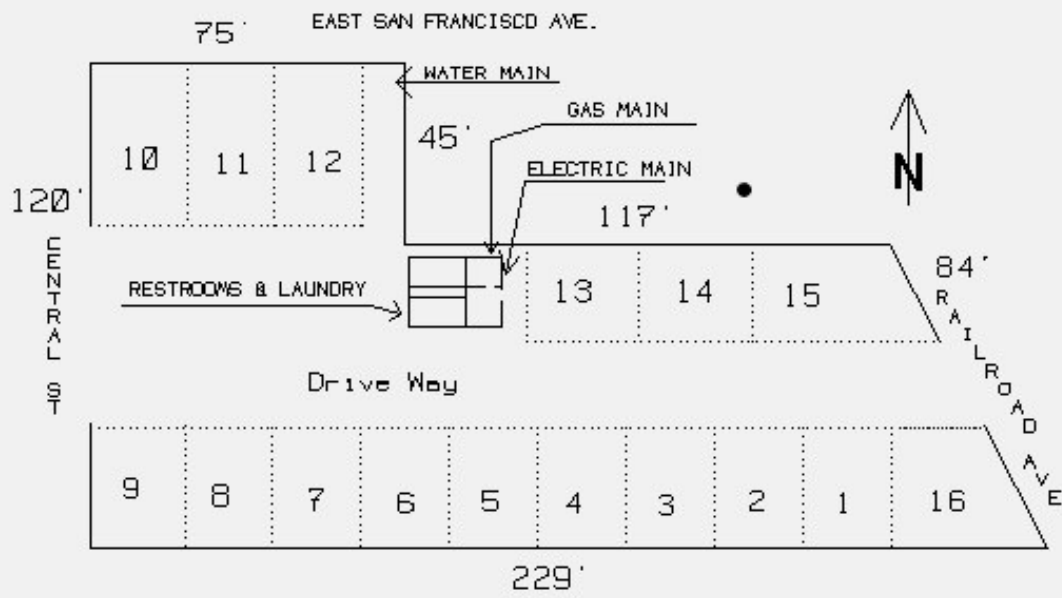 EAST SAN FRANCISCO AVE.
75'
WATER MAIN
GAS MAIN
45'
10 11 12
ELECTRIC MAIN
N
120'
117'
CENTRAL ST
84'
RESTROOMS & LAUNDRY
13 14 15
RAILROAD AVE
Drive Way
9 8 7 6 5 4 3 2 1 16
229'